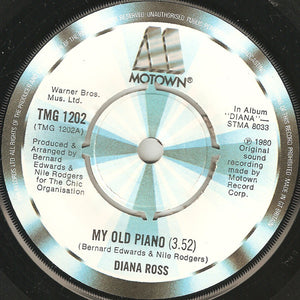 MOTOWN®
Warner Bros.
Mus. Ltd.
TMG 1202
(TMG 1202A)
Produced &
Arranged by
Bernard
Edwards &
Nile Rodgers
for The Chic
Organisation
In Album
"DIANA"—
STMA 8033
℗ 1980
Original
sound
recording
made by
Motown
Record
Corp.
MY OLD PIANO (3.52)
(Bernard Edwards & Nile Rodgers)
DIANA ROSS